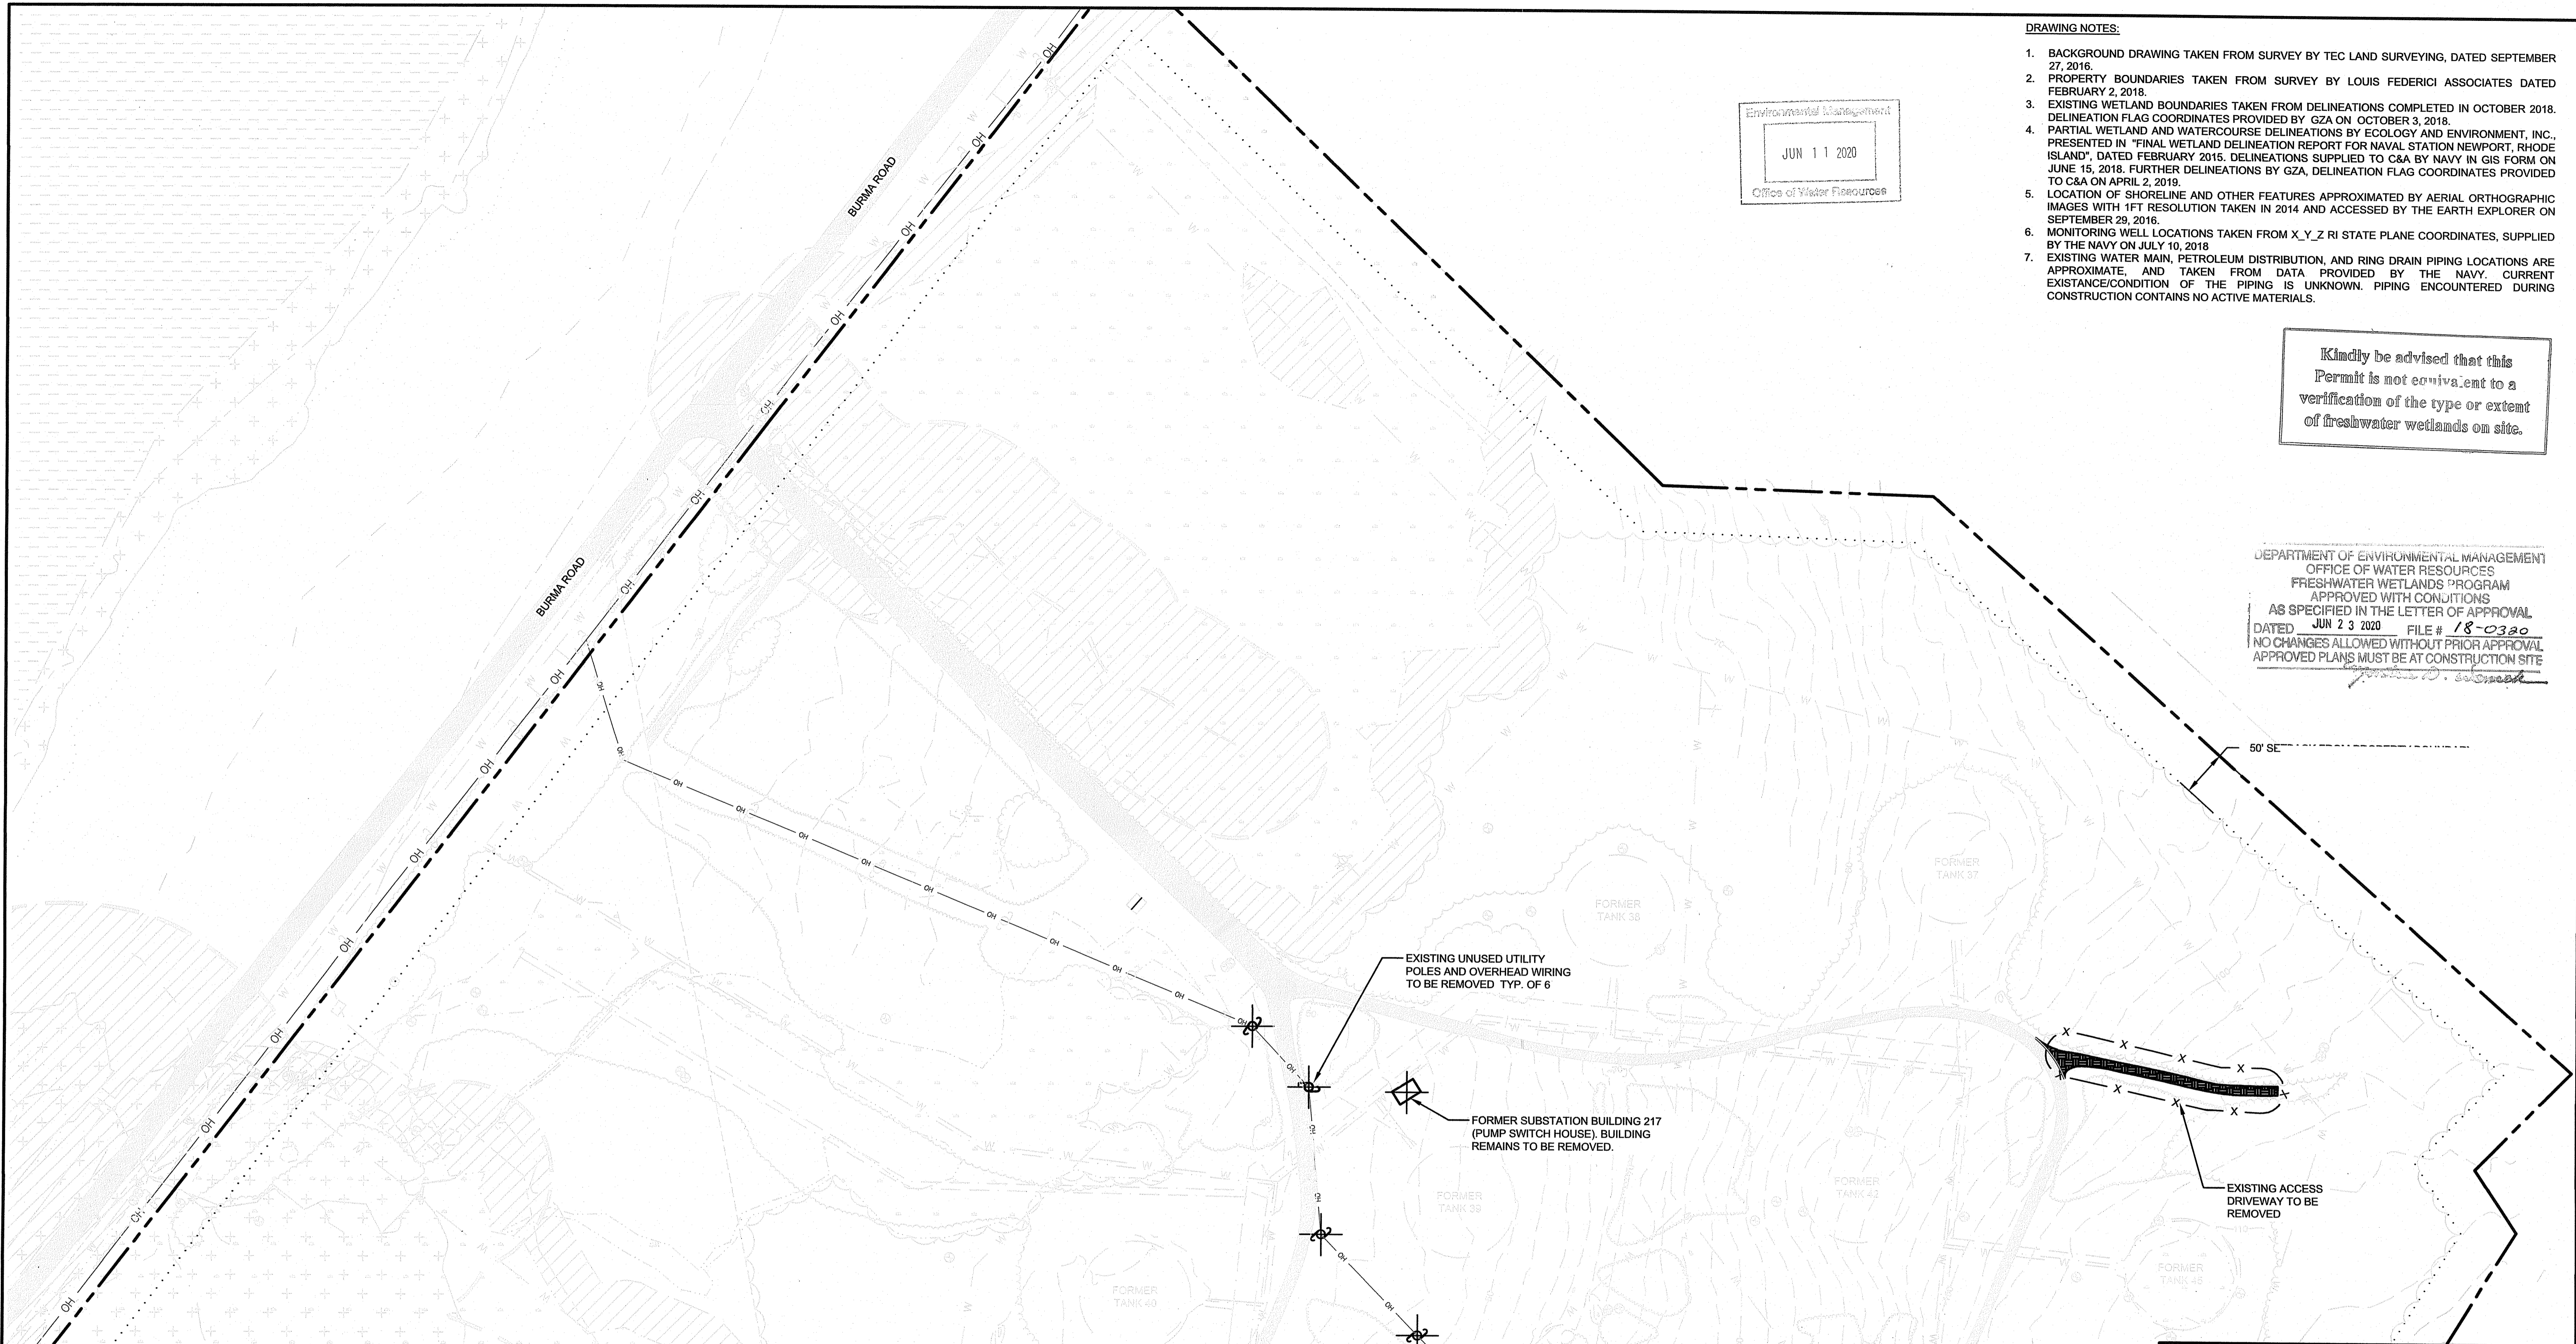 DRAWING NOTES:
1. BACKGROUND DRAWING TAKEN FROM SURVEY BY TEC LAND SURVEYING, DATED SEPTEMBER
27, 2016.
2. PROPERTY BOUNDARIES TAKEN FROM SURVEY BY LOUIS FEDERICI ASSOCIATES DATED
FEBRUARY 2, 2018.
3. EXISTING WETLAND BOUNDARIES TAKEN FROM DELINEATIONS COMPLETED IN OCTOBER 2018.
DELINEATION FLAG COORDINATES PROVIDED BY GZA ON OCTOBER 3, 2018.
4. PARTIAL WETLAND AND WATERCOURSE DELINEATIONS BY ECOLOGY AND ENVIRONMENT, INC.,
PRESENTED IN "FINAL WETLAND DELINEATION REPORT FOR NAVAL STATION NEWPORT, RHODE
ISLAND", DATED FEBRUARY 2015. DELINEATIONS SUPPLIED TO C&A BY NAVY IN GIS FORM ON
JUNE 15, 2018. FURTHER DELINEATIONS BY GZA, DELINEATION FLAG COORDINATES PROVIDED
TO C&A ON APRIL 2, 2019.
5. LOCATION OF SHORELINE AND OTHER FEATURES APPROXIMATED BY AERIAL ORTHOGRAPHIC
IMAGES WITH 1FT RESOLUTION TAKEN IN 2014 AND ACCESSED BY THE EARTH EXPLORER ON
SEPTEMBER 29, 2016.
6. MONITORING WELL LOCATIONS TAKEN FROM X_Y_Z RI STATE PLANE COORDINATES, SUPPLIED
BY THE NAVY ON JULY 10, 2018
7. EXISTING WATER MAIN, PETROLEUM DISTRIBUTION, AND RING DRAIN PIPING LOCATIONS ARE
APPROXIMATE, AND TAKEN FROM DATA PROVIDED BY THE NAVY. CURRENT
EXISTANCE/CONDITION OF THE PIPING IS UNKNOWN. PIPING ENCOUNTERED DURING
CONSTRUCTION CONTAINS NO ACTIVE MATERIALS.
Environmental Management
JUN 11 2020
Office of Water Resources
Kindly be advised that this
Permit is not equivalent to a
verification of the type or extent
of freshwater wetlands on site.
DEPARTMENT OF ENVIRONMENTAL MANAGEMENT
OFFICE OF WATER RESOURCES
FRESHWATER WETLANDS PROGRAM
APPROVED WITH CONDITIONS
AS SPECIFIED IN THE LETTER OF APPROVAL
DATED JUN 23 2020 FILE # 18-0320
NO CHANGES ALLOWED WITHOUT PRIOR APPROVAL
APPROVED PLANS MUST BE AT CONSTRUCTION SITE
BURMA ROAD
BURMA ROAD
50' SE
FORMER
TANK 37
FORMER
TANK 38
EXISTING UNUSED UTILITY
POLES AND OVERHEAD WIRING
TO BE REMOVED TYP. OF 6
FORMER SUBSTATION BUILDING 217
(PUMP SWITCH HOUSE). BUILDING
REMAINS TO BE REMOVED.
EXISTING ACCESS
DRIVEWAY TO BE
REMOVED
FORMER
TANK 39
FORMER
TANK 42
FORMER
TANK 40
FORMER
TANK 45